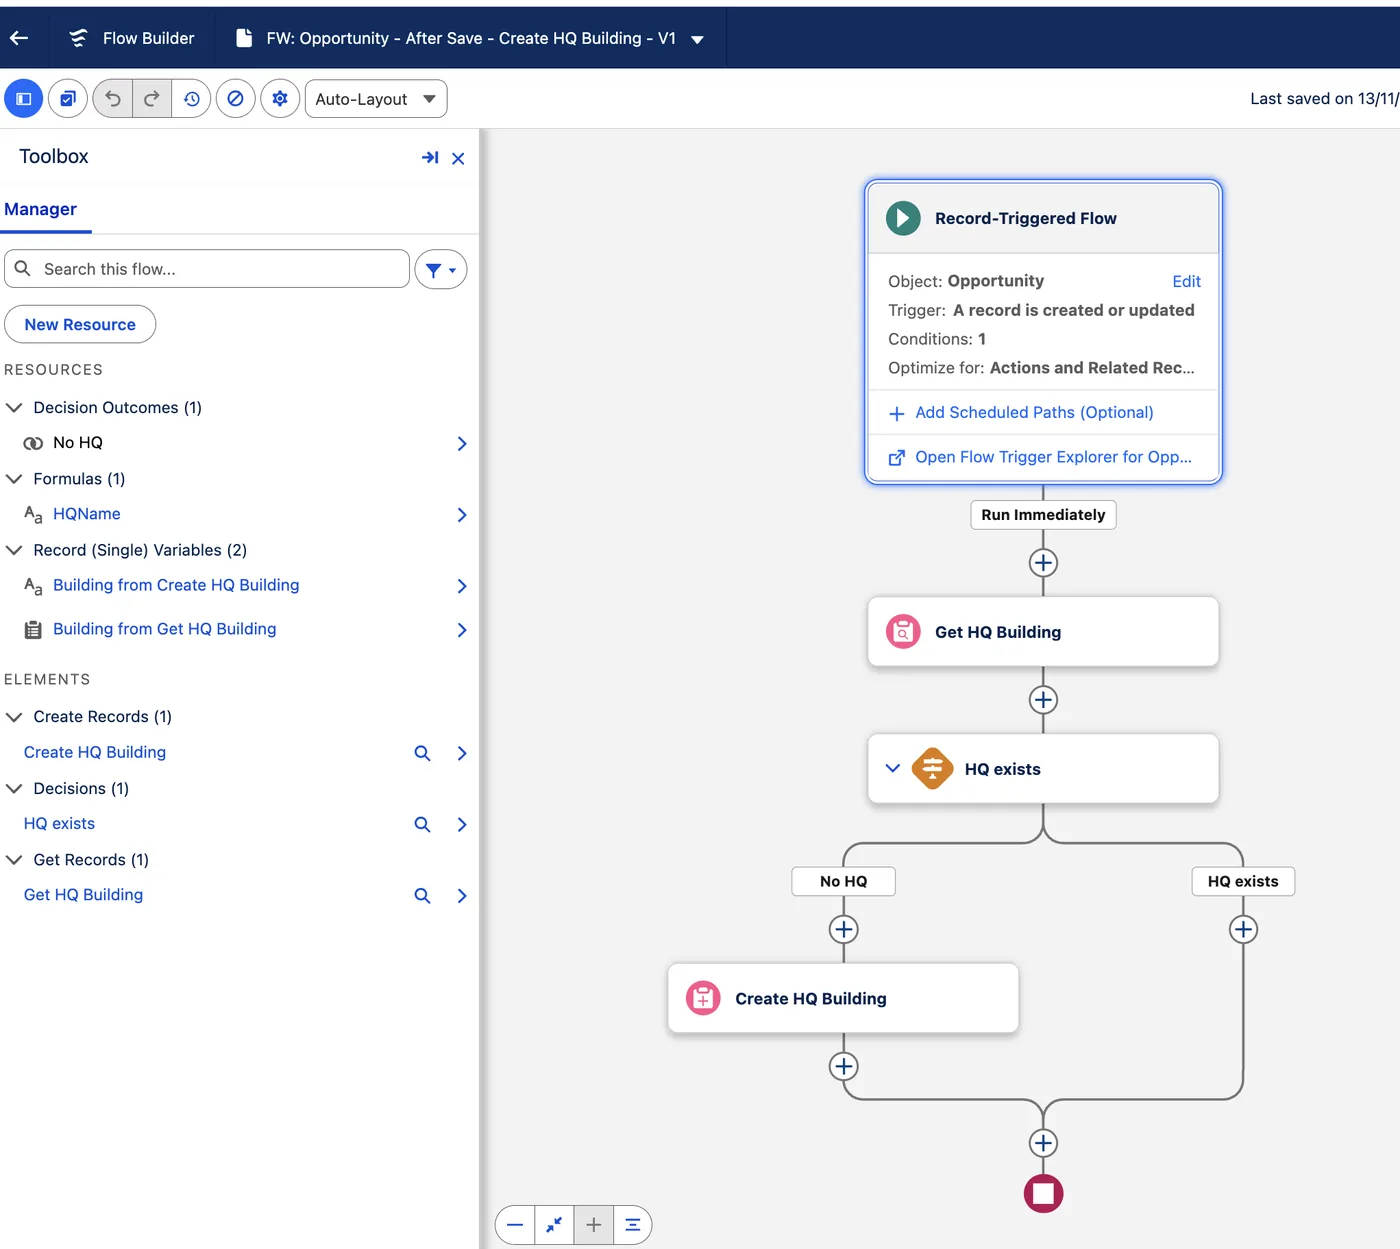 Flow Builder
FW: Opportunity - After Save - Create HQ Building - V1
Auto-Layout
Last saved on 13/11/
Toolbox
Manager
Search this flow...
New Resource
RESOURCES
Decision Outcomes (1)
No HQ
Formulas (1)
Aa HQName
Record (Single) Variables (2)
Aa Building from Create HQ Building
Building from Get HQ Building
ELEMENTS
Create Records (1)
Create HQ Building
Decisions (1)
HQ exists
Get Records (1)
Get HQ Building
Record-Triggered Flow
Object: Opportunity
Edit
Trigger: A record is created or updated
Conditions: 1
Optimize for: Actions and Related Rec...
Add Scheduled Paths (Optional)
Open Flow Trigger Explorer for Opp...
Run Immediately
Get HQ Building
HQ exists
No HQ
HQ exists
Create HQ Building